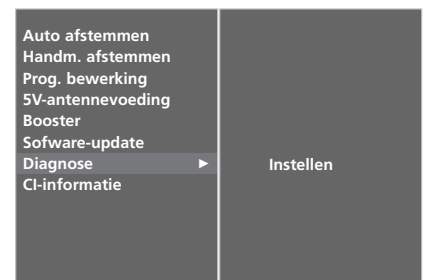 Auto afstemmen
Handm. afstemmen
Prog. bewerking
5V-antennevoeding
Booster
Sofware-update
Diagnose ►
Instellen
CI-informatie